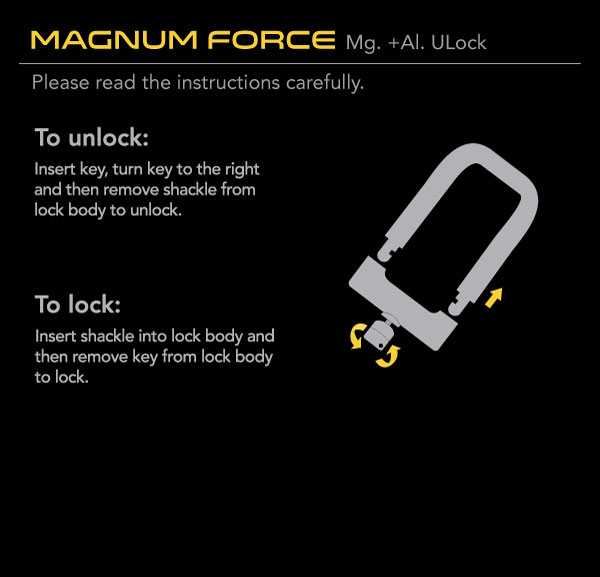 MAGNUM FORCE Mg. +Al. ULock
Please read the instructions carefully.
To unlock:
Insert key, turn key to the right
and then remove shackle from
lock body to unlock.
To lock:
Insert shackle into lock body and
then remove key from lock body
to lock.